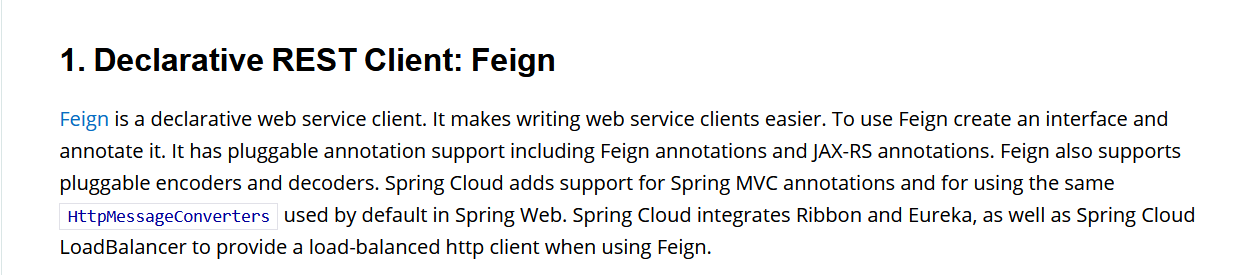 1. Declarative REST Client: Feign
Feign is a declarative web service client. It makes writing web service clients easier. To use Feign create an interface and
annotate it. It has pluggable annotation support including Feign annotations and JAX-RS annotations. Feign also supports
pluggable encoders and decoders. Spring Cloud adds support for Spring MVC annotations and for using the same
HttpMessageConverters used by default in Spring Web. Spring Cloud integrates Ribbon and Eureka, as well as Spring Cloud
LoadBalancer to provide a load-balanced http client when using Feign.